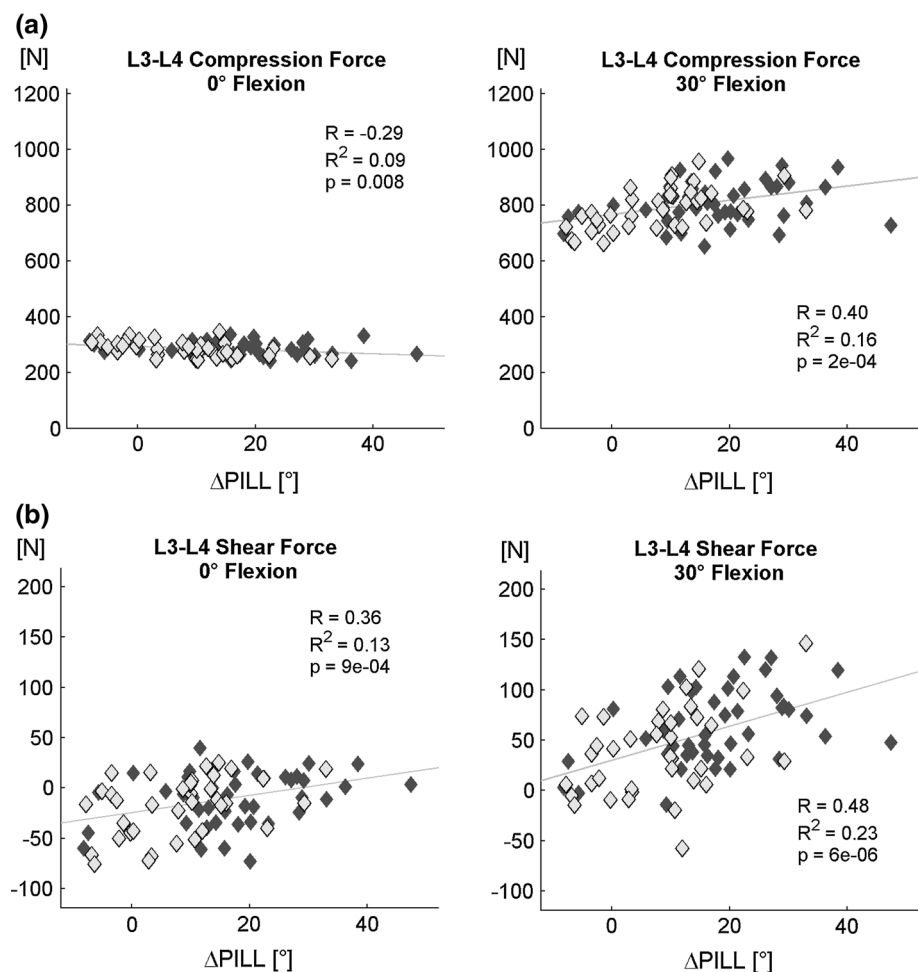 (a)
[N]
L3-L4 Compression Force
0° Flexion
1200
1000
800
600
400
200
0
R = -0.29
R2 = 0.09
p = 0.008
0
20
40
ΔPILL [°]
[N]
L3-L4 Compression Force
30° Flexion
1200
1000
800
600
400
200
0
R = 0.40
R2 = 0.16
p = 2e-04
0
20
40
ΔPILL [°]
(b)
[N]
L3-L4 Shear Force
0° Flexion
200
150
100
50
0
-50
-100
R = 0.36
R2 = 0.13
p = 9e-04
0
20
40
ΔPILL [°]
[N]
L3-L4 Shear Force
30° Flexion
200
150
100
50
0
-50
-100
R = 0.48
R2 = 0.23
p = 6e-06
0
20
40
ΔPILL [°]